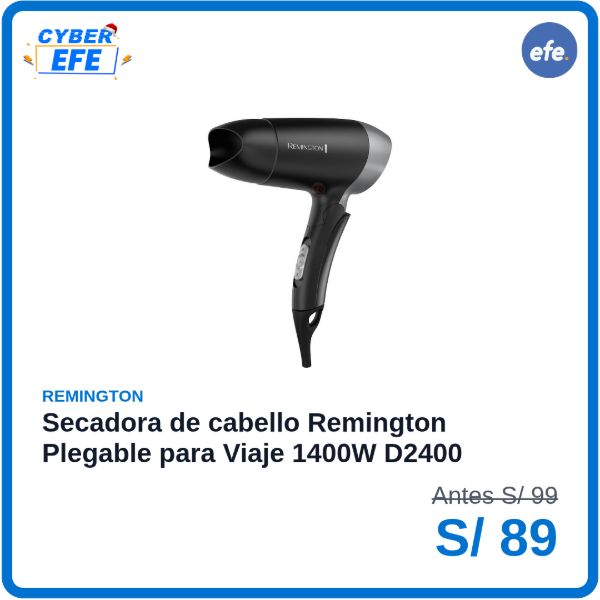 CYBER
EFE
efe.
REMINGTON
REMINGTON
Secadora de cabello Remington
Plegable para Viaje 1400W D2400
Antes S/ 99
S/ 89